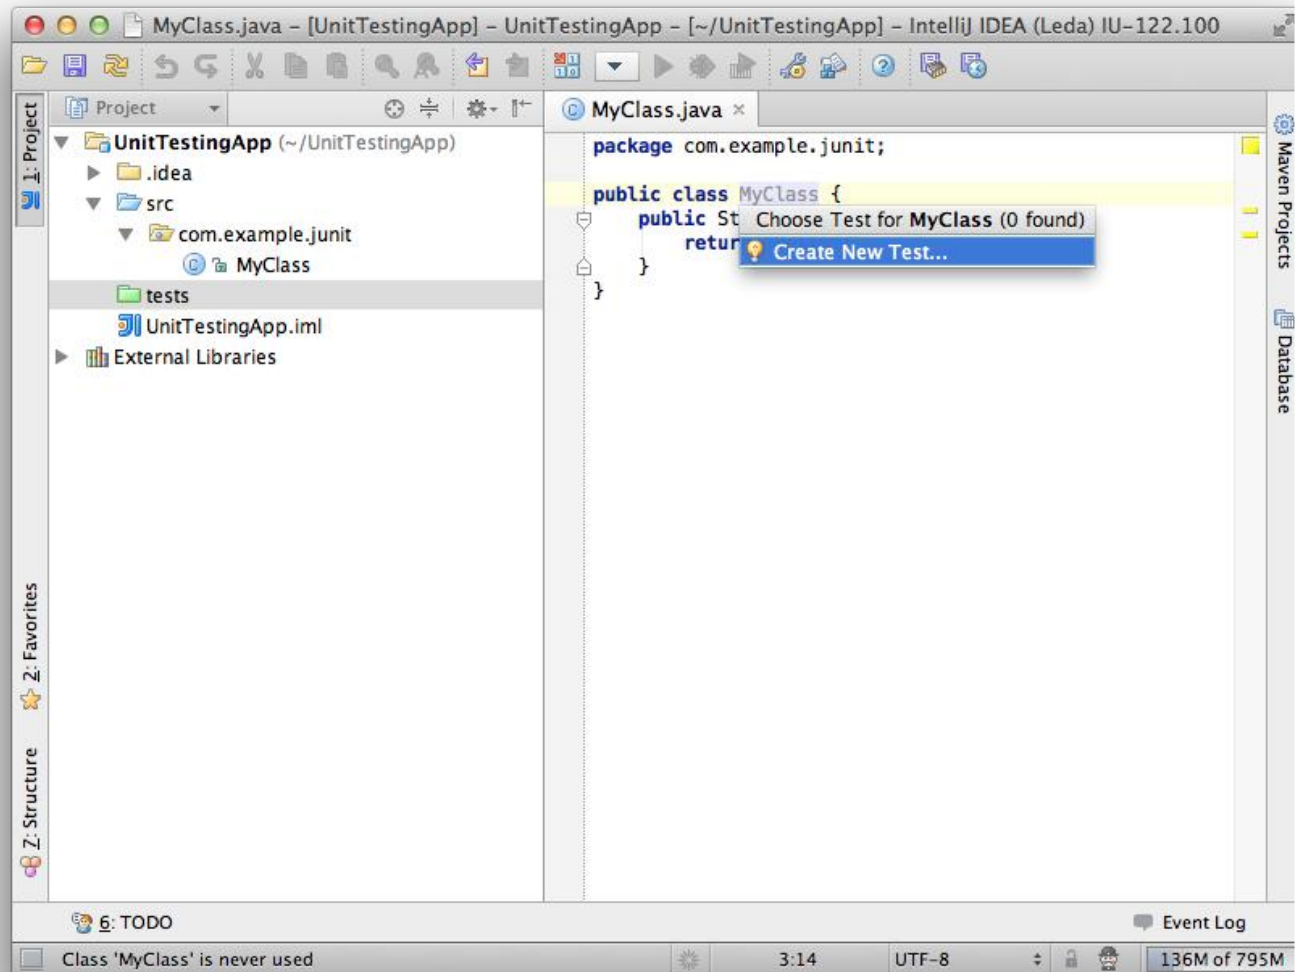 MyClass.java – [UnitTestingApp] – UnitTestingApp – [~/UnitTestingApp] – IntelliJ IDEA (Leda) IU-122.100
Project
MyClass.java
1: Project
UnitTestingApp (~/UnitTestingApp)
.idea
src
com.example.junit
MyClass
tests
UnitTestingApp.iml
External Libraries
package com.example.junit;
public class MyClass {
public St
retur
}
}
Choose Test for MyClass (0 found)
Create New Test...
Maven Projects
Database
2: Favorites
Z: Structure
6: TODO
Event Log
Class 'MyClass' is never used
3:14
UTF-8
136M of 795M